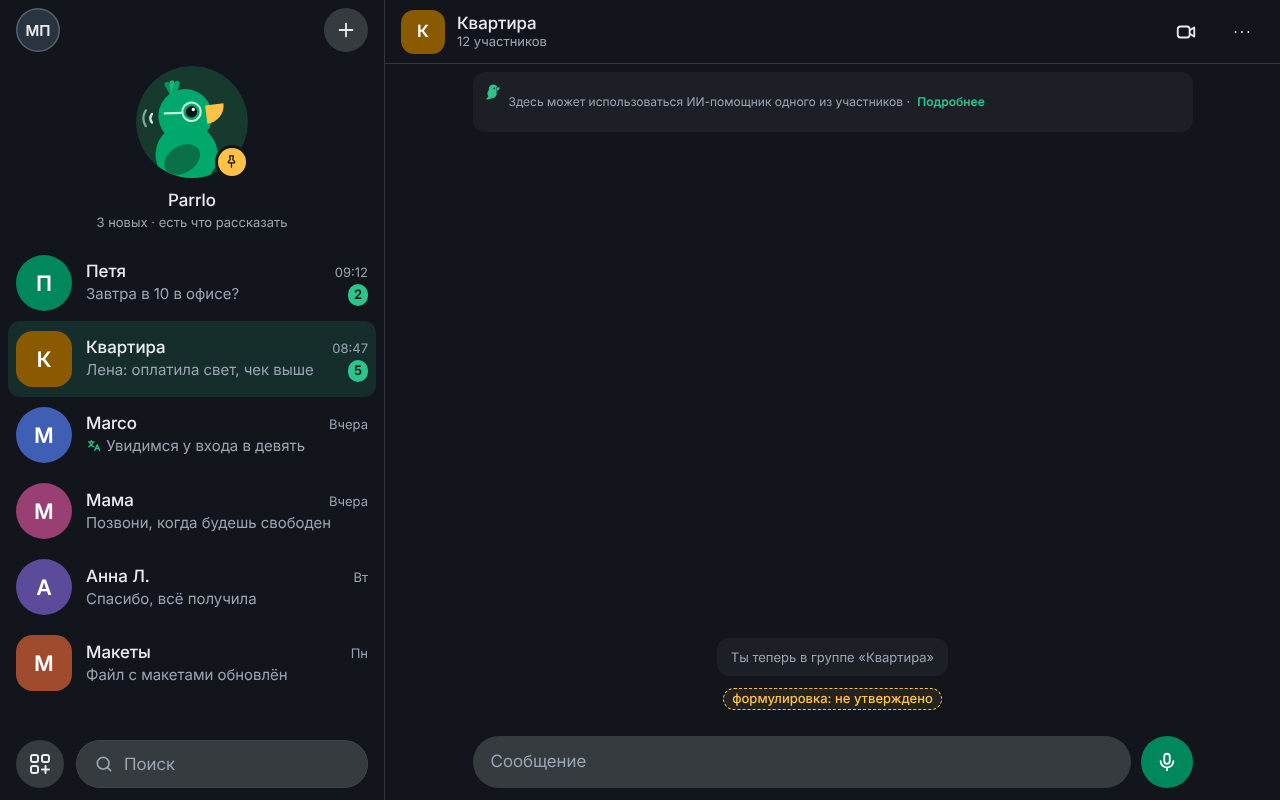 МП
Parrlo
3 новых · есть что рассказать
П
Петя
09:12
Завтра в 10 в офисе?
2
К
Квартира
08:47
Лена: оплатила свет, чек выше
5
M
Marco
Вчера
Увидимся у входа в девять
М
Мама
Вчера
Позвони, когда будешь свободен
А
Анна Л.
Вт
Спасибо, всё получила
М
Макеты
Пн
Файл с макетами обновлён
Поиск
К
Квартира
12 участников
Здесь может использоваться ИИ-помощник одного из участников · Подробнее
Ты теперь в группе «Квартира»
формулировка: не утверждено
Сообщение